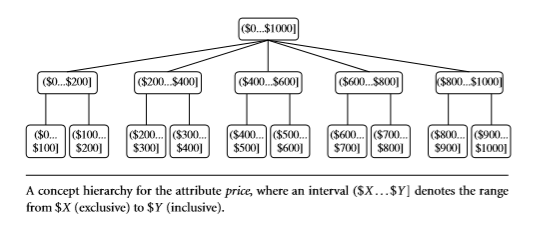 ($0...$1000]
($0...$200] ($200...$400] ($400...$600] ($600...$800] ($800...$1000]
($0... ($100... ($200... ($300... ($400... ($500... ($600... ($700... ($800... ($900...
$100] $200] $300] $400] $500] $600] $700] $800] $900] $1000]
A concept hierarchy for the attribute price, where an interval ($X...$Y] denotes the range
from $X (exclusive) to $Y (inclusive).